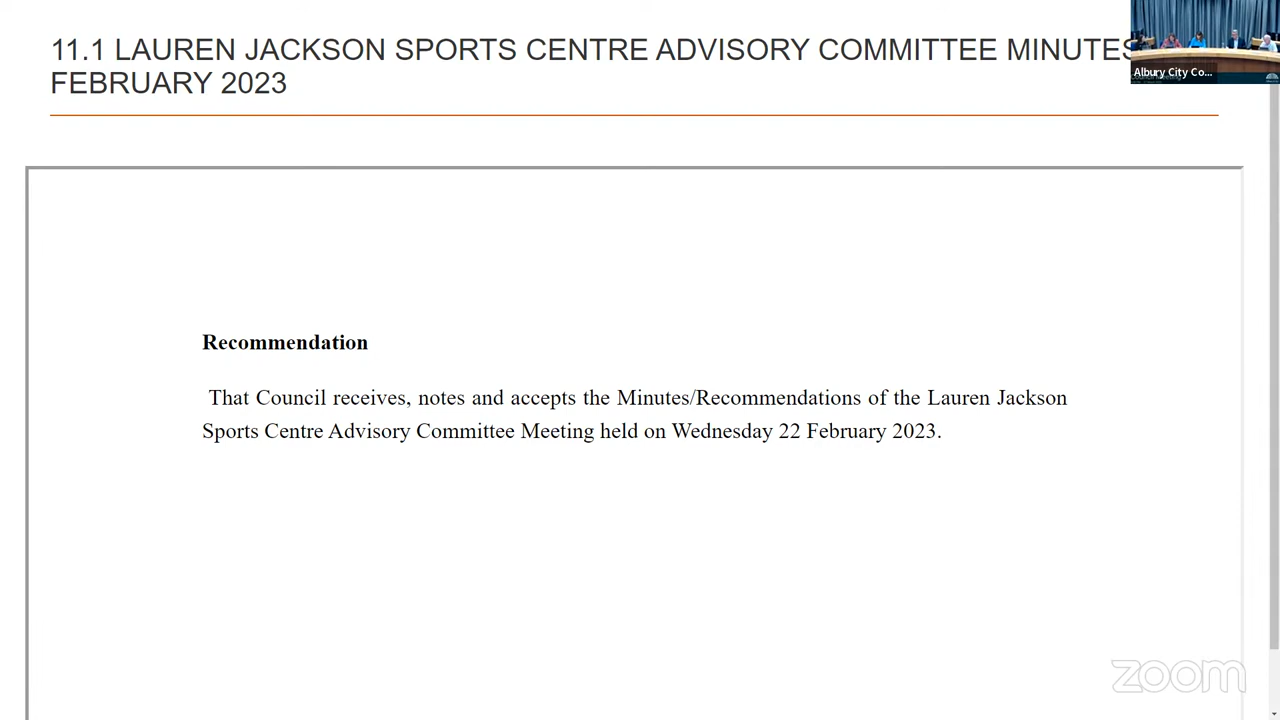 11.1 LAUREN JACKSON SPORTS CENTRE ADVISORY COMMITTEE MINUTES
FEBRUARY 2023
Albury City Co...
Recommendation
That Council receives, notes and accepts the Minutes/Recommendations of the Lauren Jackson
Sports Centre Advisory Committee Meeting held on Wednesday 22 February 2023.
zoom